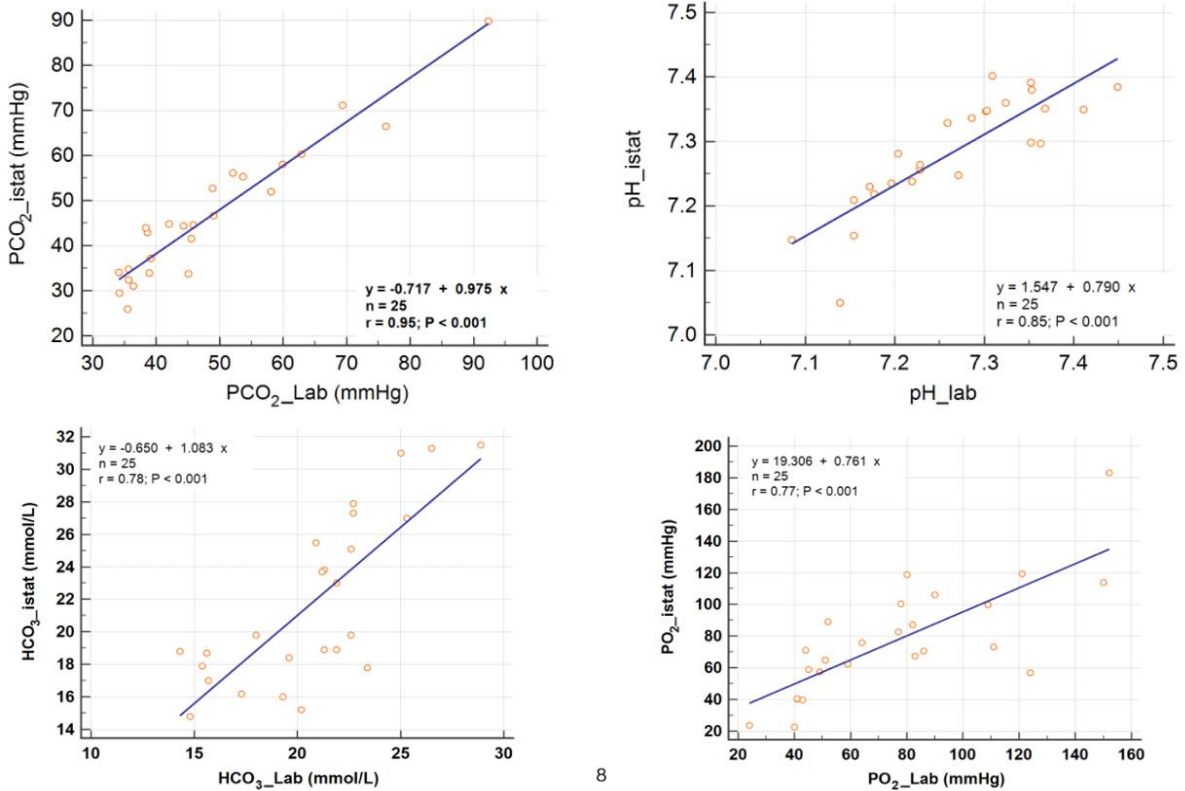 90
80
70
60
50
40
30
20
PCO2_istat (mmHg)
y = -0.717 + 0.975 x
n = 25
r = 0.95; P < 0.001
30 40 50 60 70 80 90 100
PCO2_Lab (mmHg)
7.5
7.4
7.3
7.2
7.1
7.0
pH_istat
y = 1.547 + 0.790 x
n = 25
r = 0.85; P < 0.001
7.0 7.1 7.2 7.3 7.4 7.5
pH_lab
32
30
28
26
24
22
20
18
16
14
HCO3_istat (mmol/L)
y = -0.650 + 1.083 x
n = 25
r = 0.78; P < 0.001
10 15 20 25 30
HCO3_Lab (mmol/L)
200
180
160
140
120
100
80
60
40
20
PO2_istat (mmHg)
y = 19.306 + 0.761 x
n = 25
r = 0.77; P < 0.001
20 40 60 80 100 120 140 160
PO2_Lab (mmHg)
8